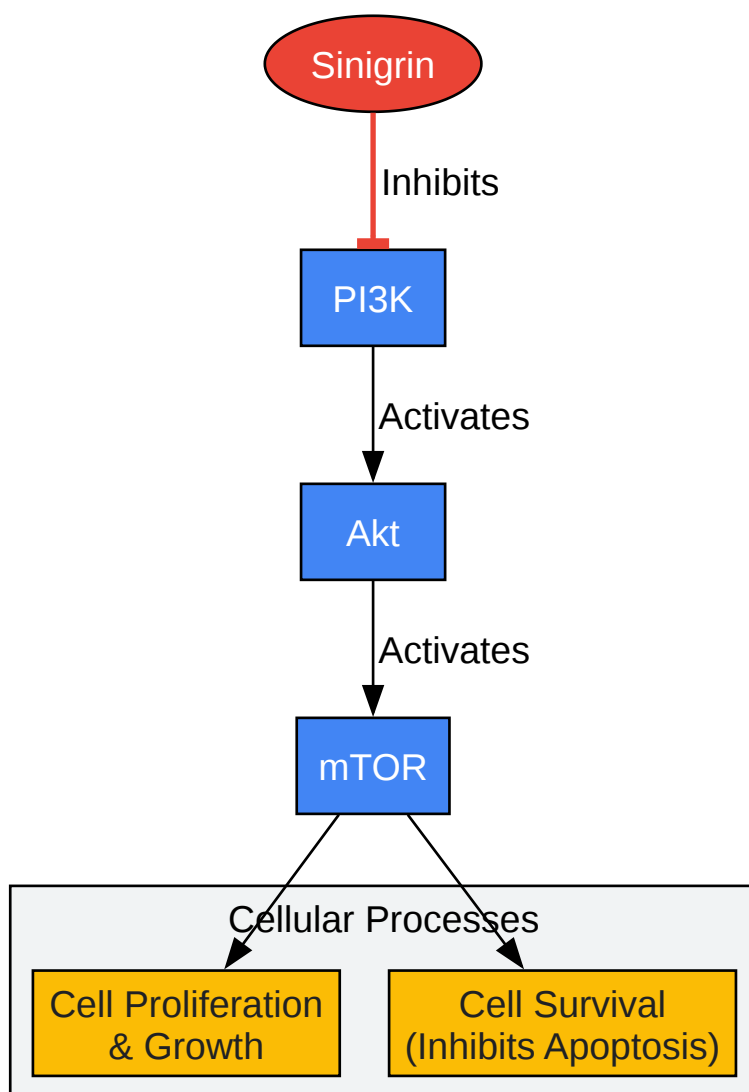 Sinigrin
Inhibits
PI3K
Activates
Akt
Activates
mTOR
Cellular Processes
Cell Proliferation
& Growth
Cell Survival
(Inhibits Apoptosis)